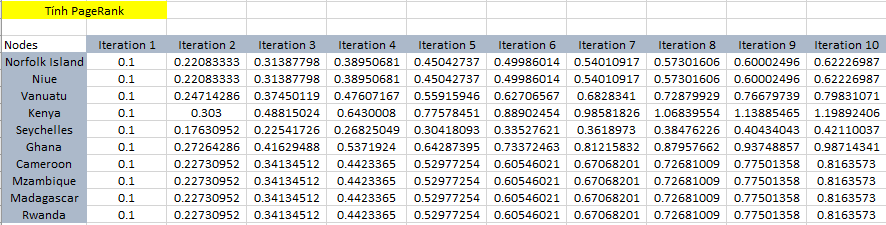 Tính PageRank
Nodes Iteration 1 Iteration 2 Iteration 3 Iteration 4 Iteration 5 Iteration 6 Iteration 7 Iteration 8 Iteration 9 Iteration 10
Norfolk Island 0.1 0.22083333 0.31387798 0.38950681 0.45042737 0.49986014 0.54010917 0.57301606 0.60002496 0.62226987
Niue 0.1 0.22083333 0.31387798 0.38950681 0.45042737 0.49986014 0.54010917 0.57301606 0.60002496 0.62226987
Vanuatu 0.1 0.24714286 0.37450119 0.47607167 0.55915946 0.62706567 0.6828341 0.72879929 0.76679739 0.79831071
Kenya 0.1 0.303 0.48815024 0.6430008 0.77578451 0.88902454 0.98581826 1.06839554 1.13885465 1.19892406
Seychelles 0.1 0.17630952 0.22541726 0.26825049 0.30418093 0.33527621 0.3618973 0.38476226 0.40434043 0.42110037
Ghana 0.1 0.27264286 0.41629488 0.5371924 0.64287395 0.73372463 0.81215832 0.87957662 0.93748857 0.98714341
Cameroon 0.1 0.22730952 0.34134512 0.4423365 0.52977254 0.60546021 0.67068201 0.72681009 0.77501358 0.8163573
Mzambique 0.1 0.22730952 0.34134512 0.4423365 0.52977254 0.60546021 0.67068201 0.72681009 0.77501358 0.8163573
Madagascar 0.1 0.22730952 0.34134512 0.4423365 0.52977254 0.60546021 0.67068201 0.72681009 0.77501358 0.8163573
Rwanda 0.1 0.22730952 0.34134512 0.4423365 0.52977254 0.60546021 0.67068201 0.72681009 0.77501358 0.8163573